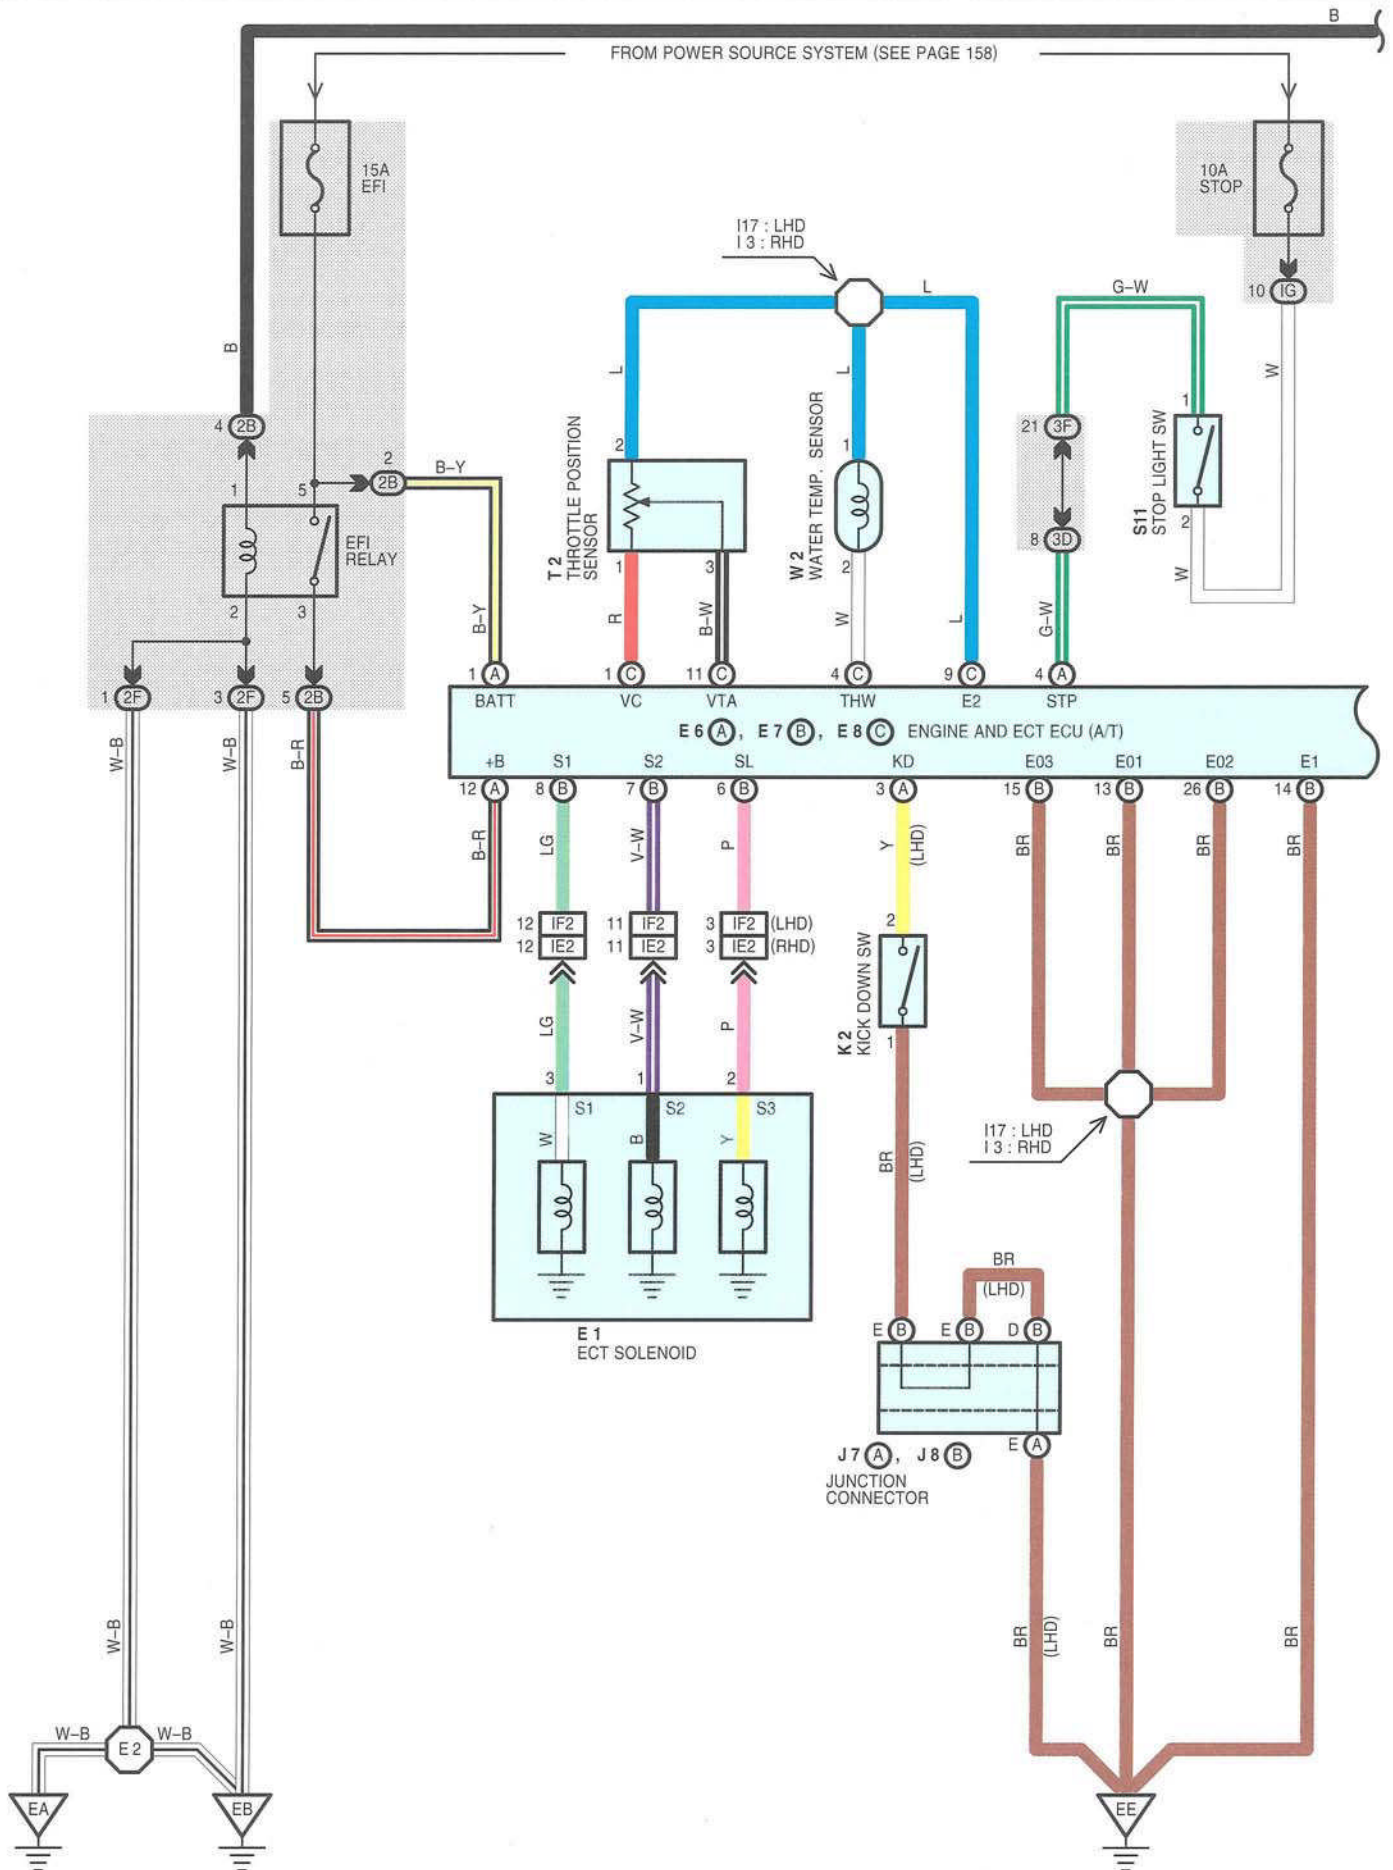 B
FROM POWER SOURCE SYSTEM (SEE PAGE 158)
15A
EFI
10A
STOP
I17 : LHD
I 3 : RHD
10 IG
L
G–W
B
L
L
W
4 2B
21 3F
1
2
2B
B–Y
1
5
2
1
EFI
RELAY
T 2
THROTTLE POSITION
SENSOR
W 2
WATER TEMP. SENSOR
8 3D
S11
STOP LIGHT SW
2
2
3
1
3
2
B–Y
R
B–W
W
L
G–W
W
1 2F
3 2F
5 2B
1 A
1 C
11 C
4 C
9 C
4 A
BATT
VC
VTA
THW
E2
STP
E 6 A , E 7 B , E 8 C ENGINE AND ECT ECU (A/T)
W–B
W–B
B–R
+B
S1
S2
SL
KD
E03
E01
E02
E1
12 A
8 B
7 B
6 B
3 A
15 B
13 B
26 B
14 B
B–R
LG
V–W
P
Y
(LHD)
BR
BR
BR
BR
12 IF2
11 IF2
3 IF2 (LHD)
12 IE2
11 IE2
3 IE2 (RHD)
2
K 2
KICK DOWN SW
1
LG
V–W
P
3
1
2
S1
S2
S3
W
B
Y
I17 : LHD
I 3 : RHD
BR
(LHD)
E 1
ECT SOLENOID
BR
(LHD)
E B
E B
D B
E A
J 7 A , J 8 B
JUNCTION
CONNECTOR
W–B
W–B
BR
(LHD)
BR
BR
W–B
E 2
W–B
EA
EB
EE